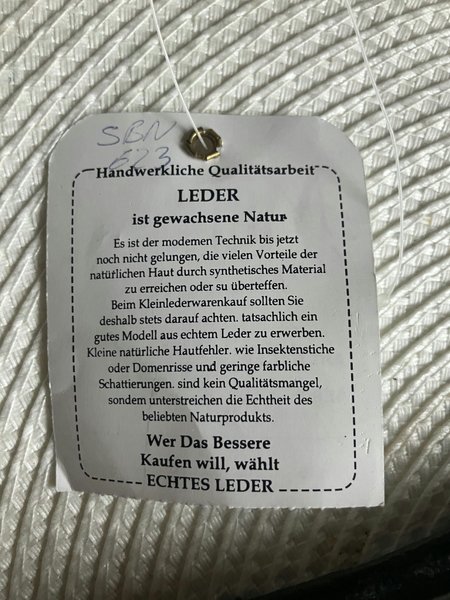 SBN
623
Handwerkliche Qualitätsarbeit
LEDER
ist gewachsene Natur
Es ist der modernen Technik bis jetzt
noch nicht gelungen, die vielen Vorteile der
natüflichen Haut durch synthetisches Material
zu erreichen oder su überteffen.
Beim Kleinlederwarenkauf sollten Sie
deshalb stets darauf achten. tatsachlich ein
gutes Modell aus echtem Leder zu erwerben.
Kleine natürliche Hautfehler. wie Insektenstiche
oder Domenrisse und geringe farbliche
Schattierungen. sind kein Qualitätsmangel,
sondem unterstreichen die Echtheit des
beliebten Naturprodukts.
Wer Das Bessere
Kaufen will, wählt
ECHTES LEDER